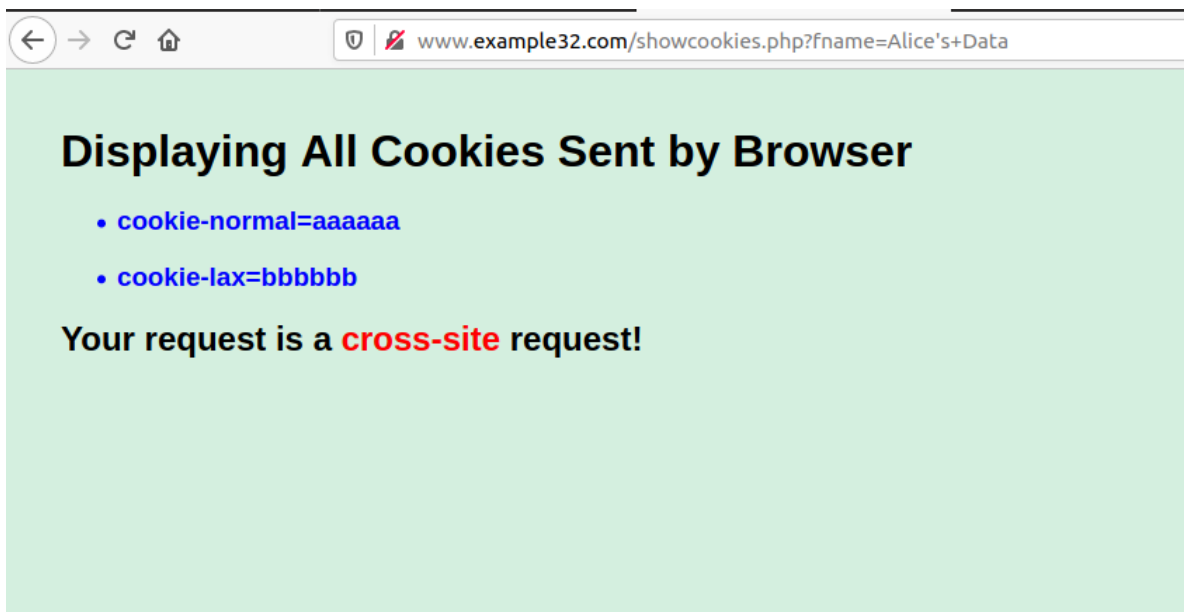 www.example32.com/showcookies.php?fname=Alice's+Data
Displaying All Cookies Sent by Browser
• cookie-normal=aaaaaa
• cookie-lax=bbbbbb
Your request is a cross-site request!